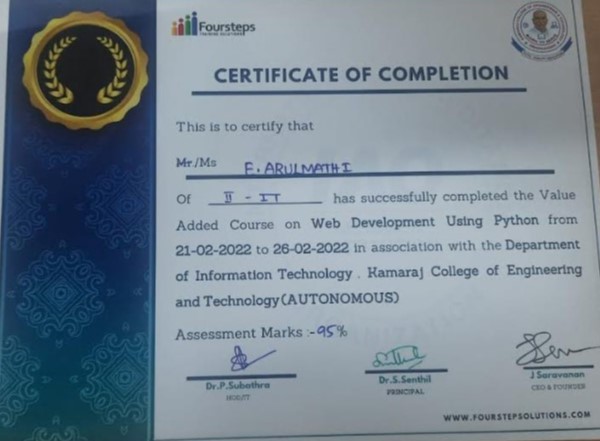 Foursteps
TRAINING SOLUTIONS
CERTIFICATE OF COMPLETION
This is to certify that
Mr/Ms E. ARULMATHI
Of II - IT has successfully completed the Value
Added Course on Web Development Using Python from
21-02-2022 to 26-02-2022 in association with the Department
of Information Technology . Kamaraj College of Engineering
and Technology (AUTONOMOUS)
Assessment Marks :- 95%
Dr.P.Subathra
HOD/IT
Dr.S.Senthil
PRINCIPAL
J Saravanan
CEO & FOUNDER
WWW.FOURSTEPSOLUTIONS.COM